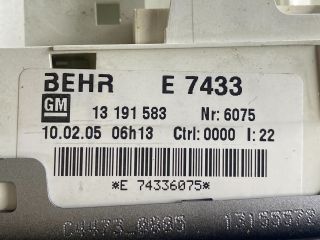 BEHR E 7433
GM 13 191 583 Nr: 6075
10.02.05 06h13 Ctrl: 0000 I: 22
*E 74336075*